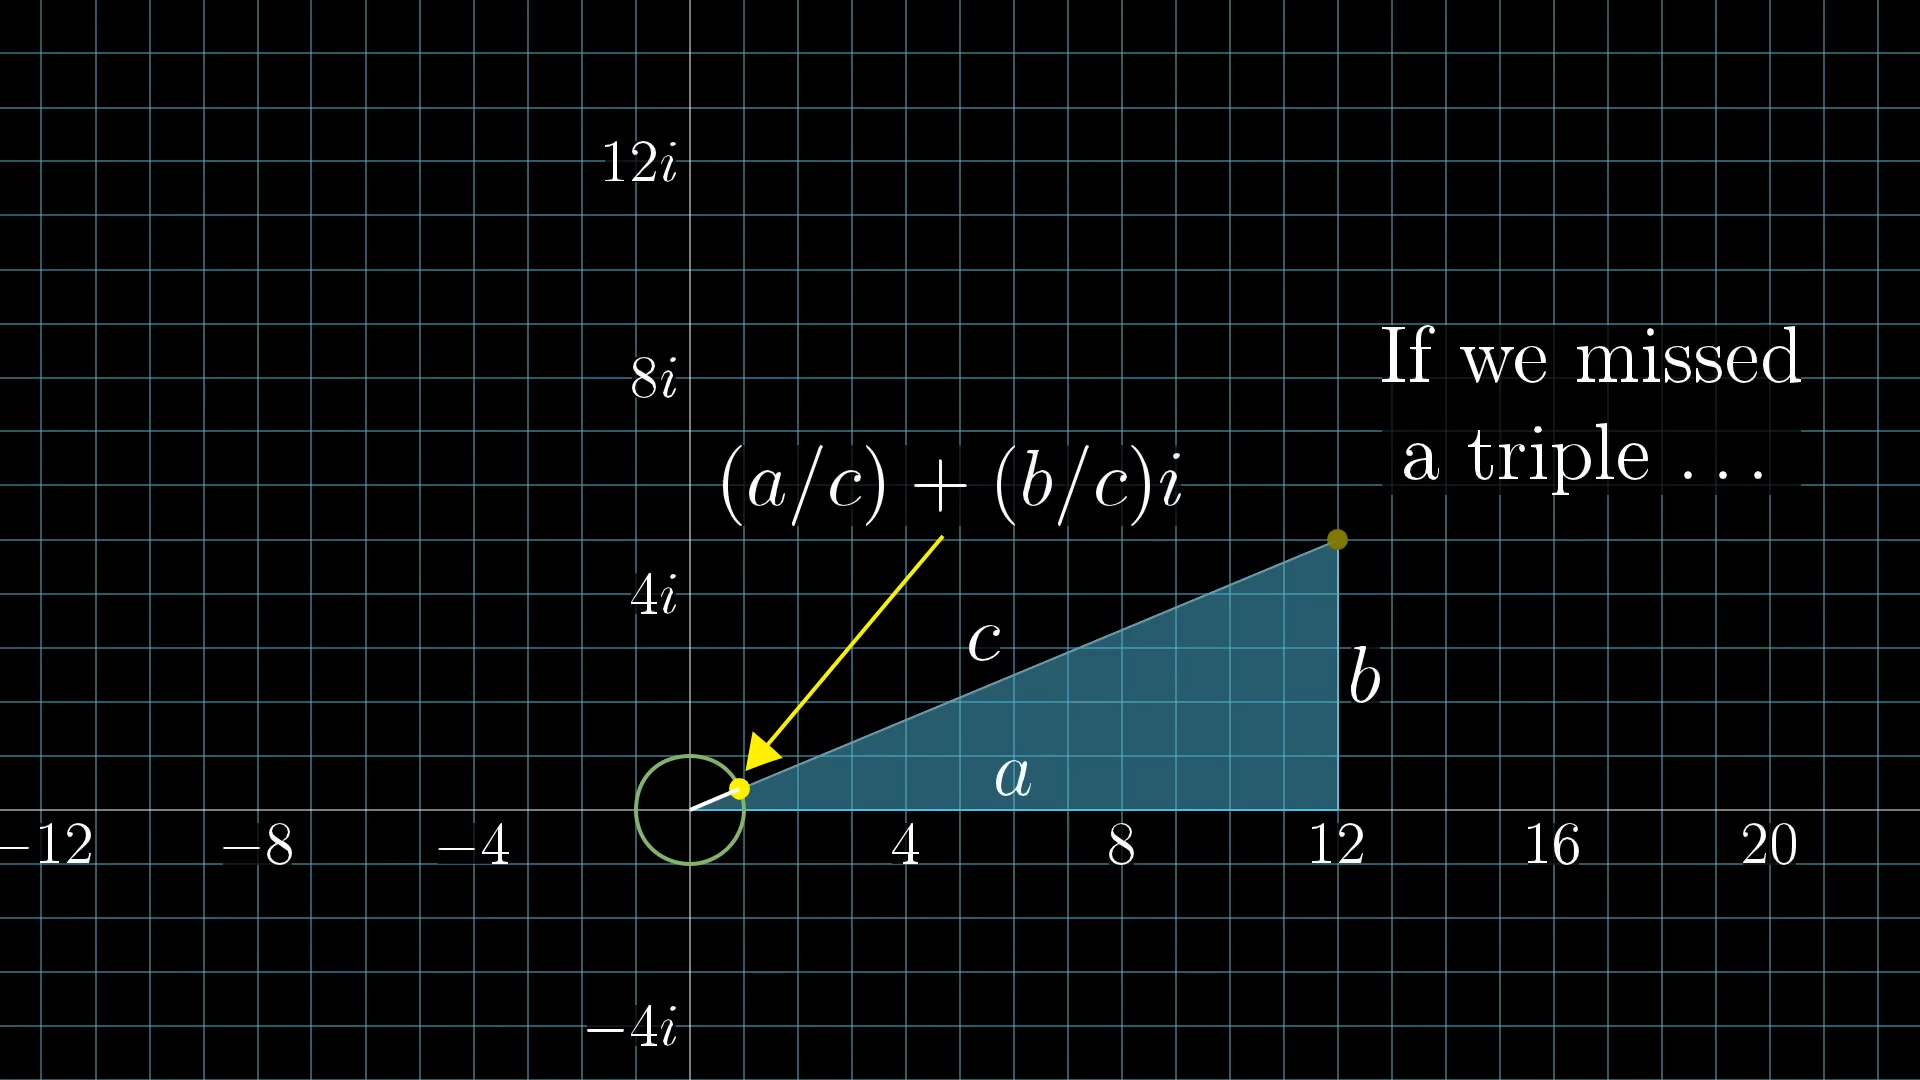 12i
If we missed
8i
a triple . . .
(a/c) + (b/c)i
4i
c
b
a
−12 −8 −4 4 8 12 16 20
−4i